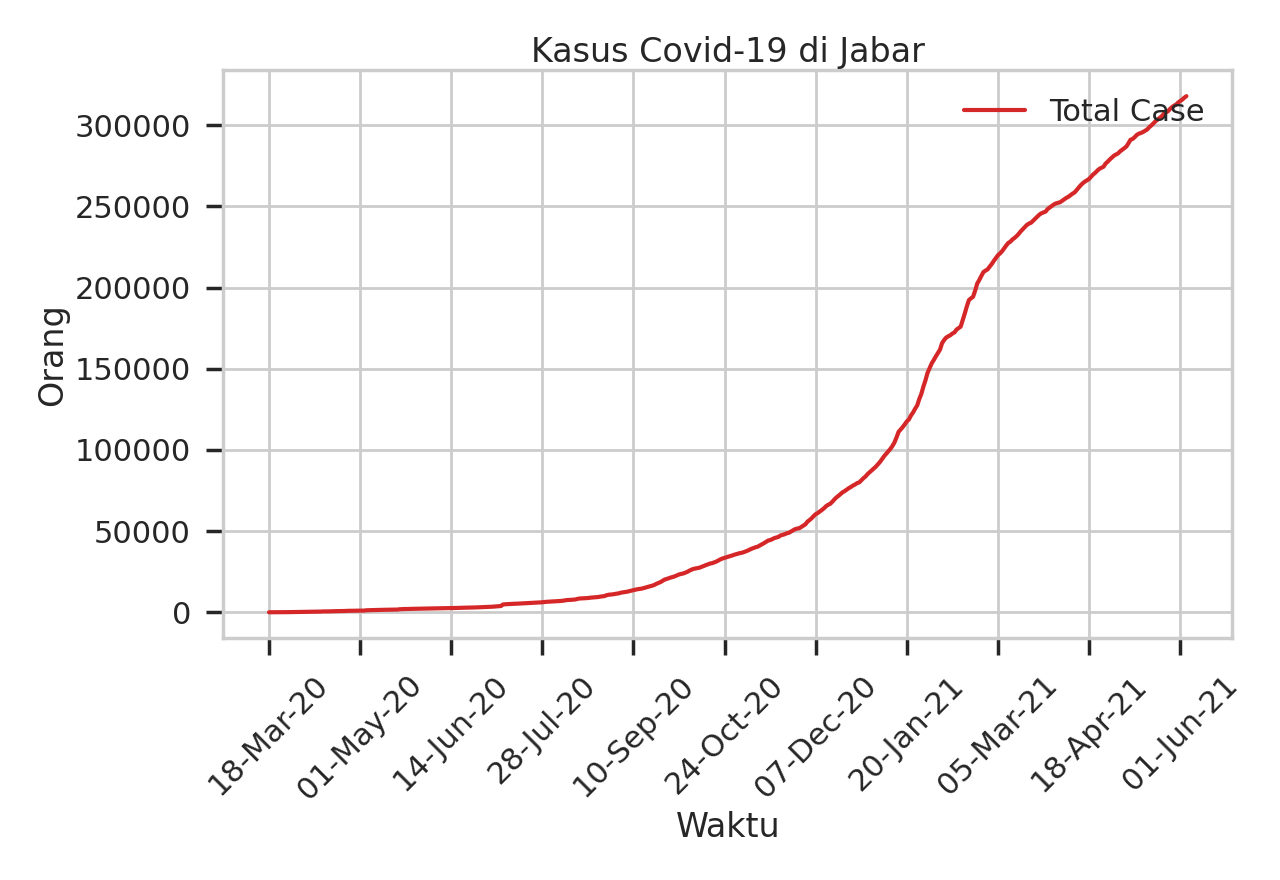 Kasus Covid-19 di Jabar
Total Case
Orang
300000
250000
200000
150000
100000
50000
0
18-Mar-20
01-May-20
14-Jun-20
28-Jul-20
10-Sep-20
24-Oct-20
07-Dec-20
20-Jan-21
05-Mar-21
18-Apr-21
01-Jun-21
Waktu